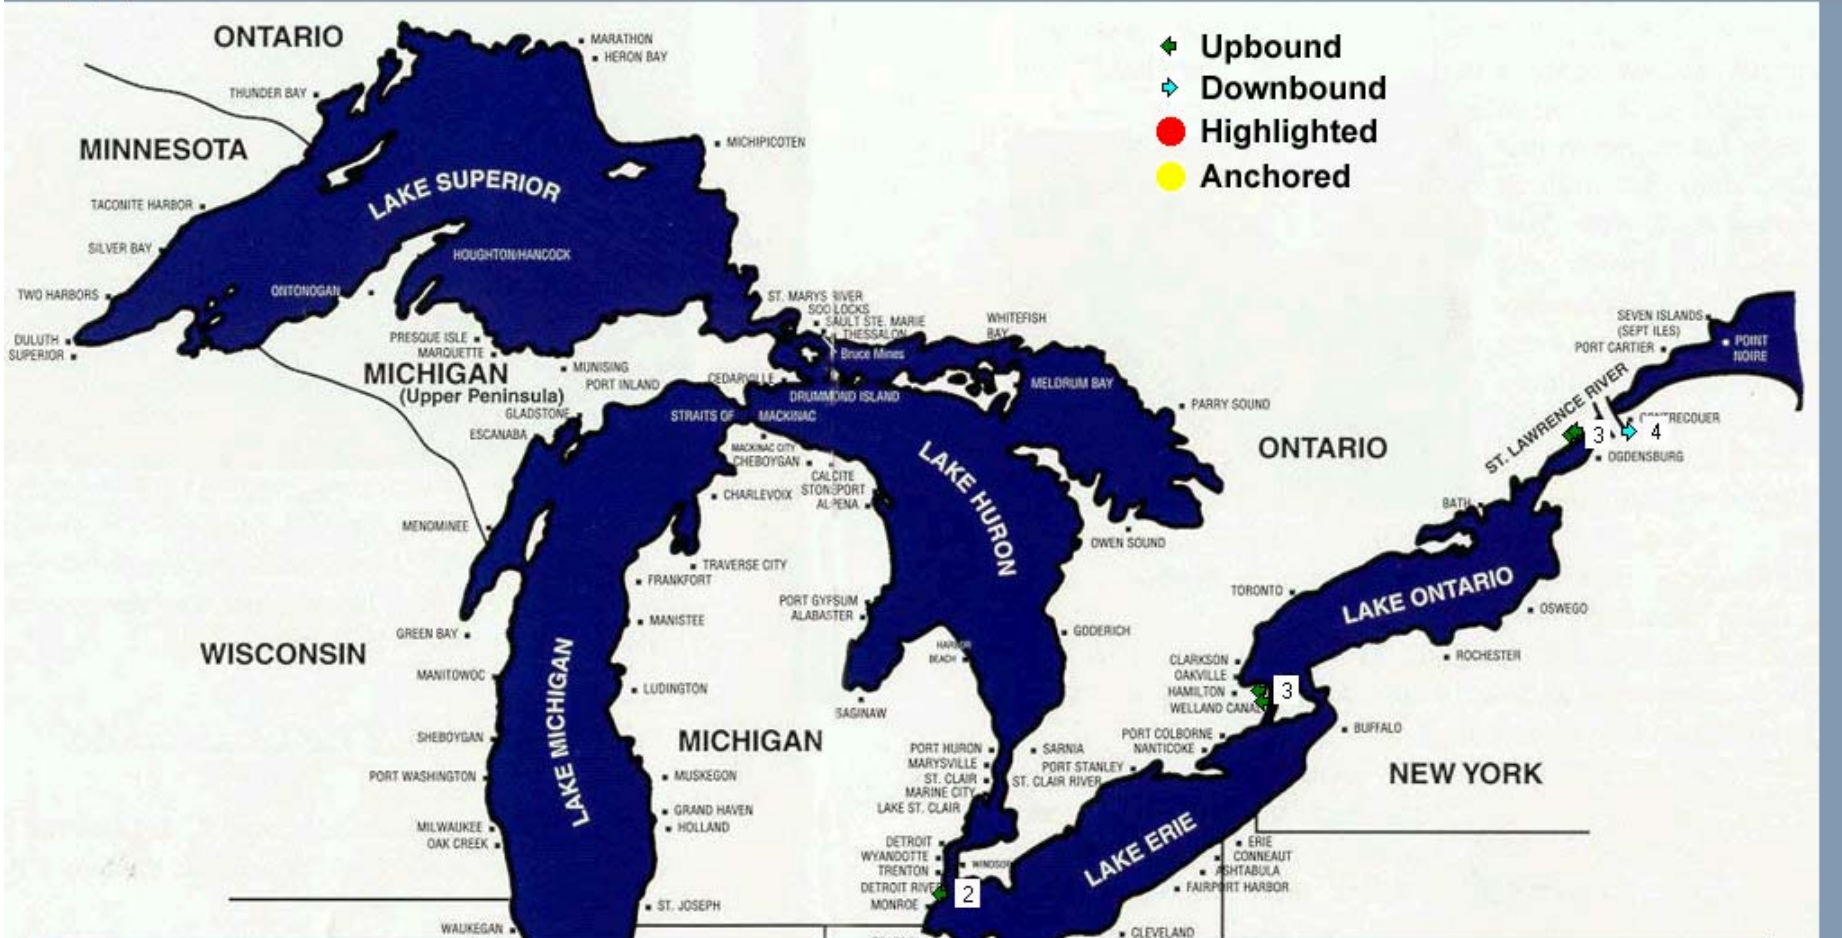 ONTARIO
MARATHON
HERON BAY
Upbound
Downbound
Highlighted
Anchored
THUNDER BAY
MINNESOTA
MICHIPICOTEN
LAKE SUPERIOR
TACONITE HARBOR
SILVER BAY
HOUGHTON/HANCOCK
TWO HARBORS
ONTONOGAN
ST. MARYS RIVER
SOO LOCKS
SAULT STE. MARIE
THESSALON
Bruce Mines
WHITEFISH
BAY
SEVEN ISLANDS
(SEPT ILES)
PORT CARTIER
POINT
NOIRE
DULUTH
SUPERIOR
PRESQUE ISLE
MARQUETTE
MUNISING
MICHIGAN
(Upper Peninsula)
PORT INLAND
CEDARVILLE
DRUMMOND ISLAND
MELDRUM BAY
PARRY SOUND
GLADSTONE
ESCANABA
STRAITS OF MACKINAC
MACKINAC CITY
CHEBOYGAN
CALCITE
STONEPORT
ALPENA
CHARLEVOIX
LAKE HURON
ONTARIO
ST. LAWRENCE RIVER
CONTRECOUER
3
4
OGDENSBURG
BATH
MENOMINEE
OWEN SOUND
TRAVERSE CITY
FRANKFORT
PORT GYPSUM
ALABASTER
MANISTEE
GREEN BAY
HARBOR
BEACH
GODERICH
TORONTO
LAKE ONTARIO
OSWEGO
ROCHESTER
WISCONSIN
MANITOWOC
LUDINGTON
SAGINAW
CLARKSON
OAKVILLE
HAMILTON
WELLAND CANAL
3
LAKE MICHIGAN
SHEBOYGAN
MICHIGAN
PORT HURON
MARYSVILLE
ST. CLAIR
MARINE CITY
LAKE ST. CLAIR
SARNIA
ST. CLAIR RIVER
PORT COLBORNE
NANTICOKE
PORT STANLEY
BUFFALO
NEW YORK
PORT WASHINGTON
MUSKEGON
GRAND HAVEN
HOLLAND
MILWAUKEE
OAK CREEK
DETROIT
WYANDOTTE
TRENTON
DETROIT RIVER
MONROE
WINDSOR
2
LAKE ERIE
ERIE
CONNEAUT
ASHTABULA
FAIRPORT HARBOR
ST. JOSEPH
WAUKEGAN
CLEVELAND